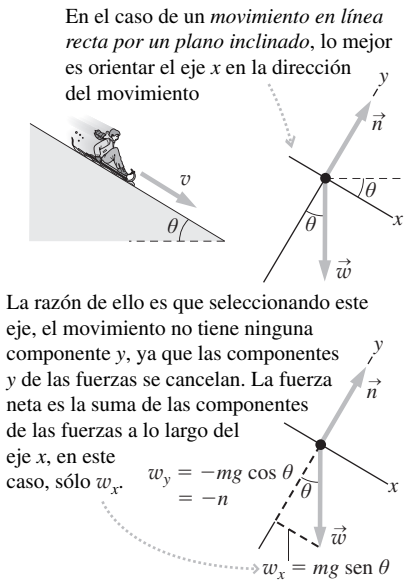 En el caso de un movimiento en línea
recta por un plano inclinado, lo mejor
es orientar el eje x en la dirección
del movimiento
y
n⃗
v
θ
θ
θ
x
w⃗
La razón de ello es que seleccionando este
eje, el movimiento no tiene ninguna
componente y, ya que las componentes
y de las fuerzas se cancelan. La fuerza
neta es la suma de las componentes
de las fuerzas a lo largo del
eje x, en este
caso, sólo wₓ.
y
n⃗
w_y = −mg cos θ
= −n
θ
x
w⃗
wₓ = mg sen θ